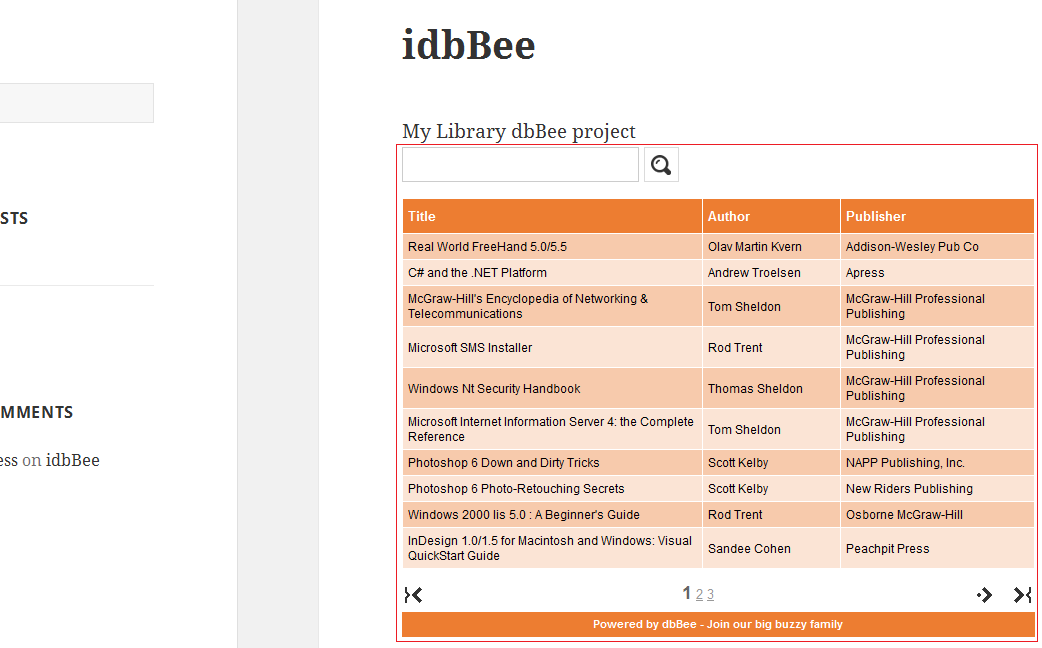 STS
MMENTS
ess on idbBee
idbBee
My Library dbBee project
Title Author Publisher
Real World FreeHand 5.0/5.5 Olav Martin Kvern Addison-Wesley Pub Co
C# and the .NET Platform Andrew Troelsen Apress
McGraw-Hill's Encyclopedia of Networking &
Telecommunications
Tom Sheldon
McGraw-Hill Professional
Publishing
Microsoft SMS Installer
Rod Trent
McGraw-Hill Professional
Publishing
Windows Nt Security Handbook
Thomas Sheldon
McGraw-Hill Professional
Publishing
Microsoft Internet Information Server 4: the Complete
Reference
Tom Sheldon
McGraw-Hill Professional
Publishing
Photoshop 6 Down and Dirty Tricks Scott Kelby NAPP Publishing, Inc.
Photoshop 6 Photo-Retouching Secrets Scott Kelby New Riders Publishing
Windows 2000 Iis 5.0 : A Beginner's Guide Rod Trent Osborne McGraw-Hill
InDesign 1.0/1.5 for Macintosh and Windows: Visual
QuickStart Guide
Sandee Cohen
Peachpit Press
1 2 3
Powered by dbBee - Join our big buzzy family